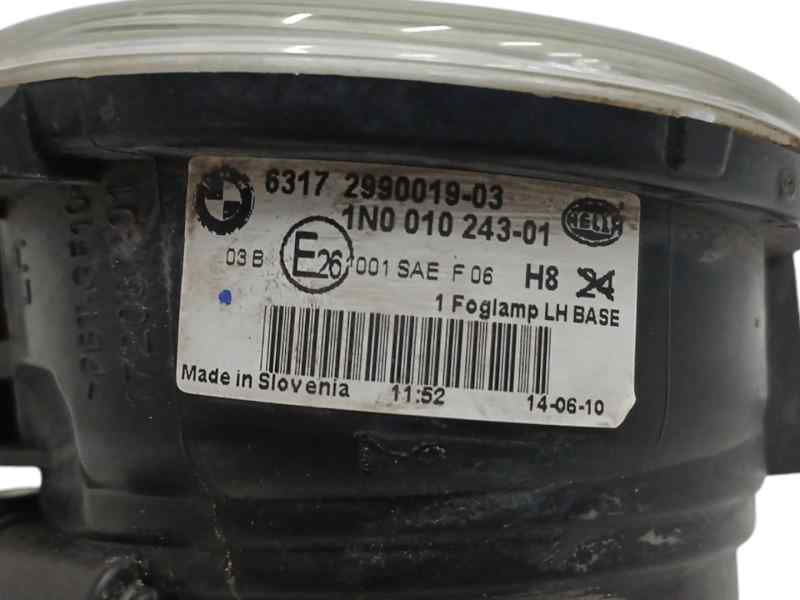 6317 2990019-03
1N0 010 243-01
HELLA
03 B E26 001 SAE F 06 H8 24
1 Foglamp LH BASE
Made in Slovenia 11:52 14-06-10